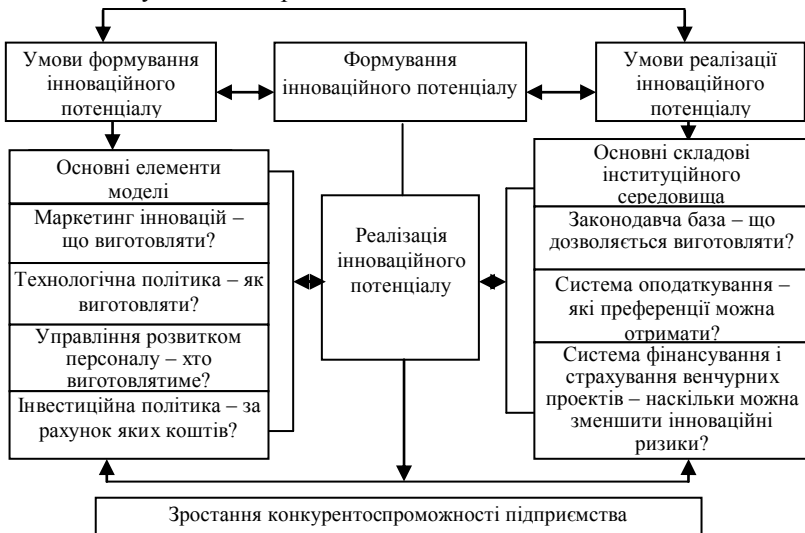 Умови формування
інноваційного
потенціалу
Формування
інноваційного потенціалу
Умови реалізації
інноваційного
потенціалу
Основні елементи
моделі
Маркетинг інновацій –
що виготовляти?
Технологічна політика – як
виготовляти?
Управління розвитком
персоналу – хто
виготовлятиме?
Інвестиційна політика – за
рахунок яких коштів?
Реалізація
інноваційного
потенціалу
Основні складові
інституційного
середовища
Законодавча база – що
дозволяється виготовляти?
Система оподаткування –
які преференції можна
отримати?
Система фінансування і
страхування венчурних
проектів – наскільки можна
зменшити інноваційні
ризики?
Зростання конкурентоспроможності підприємства